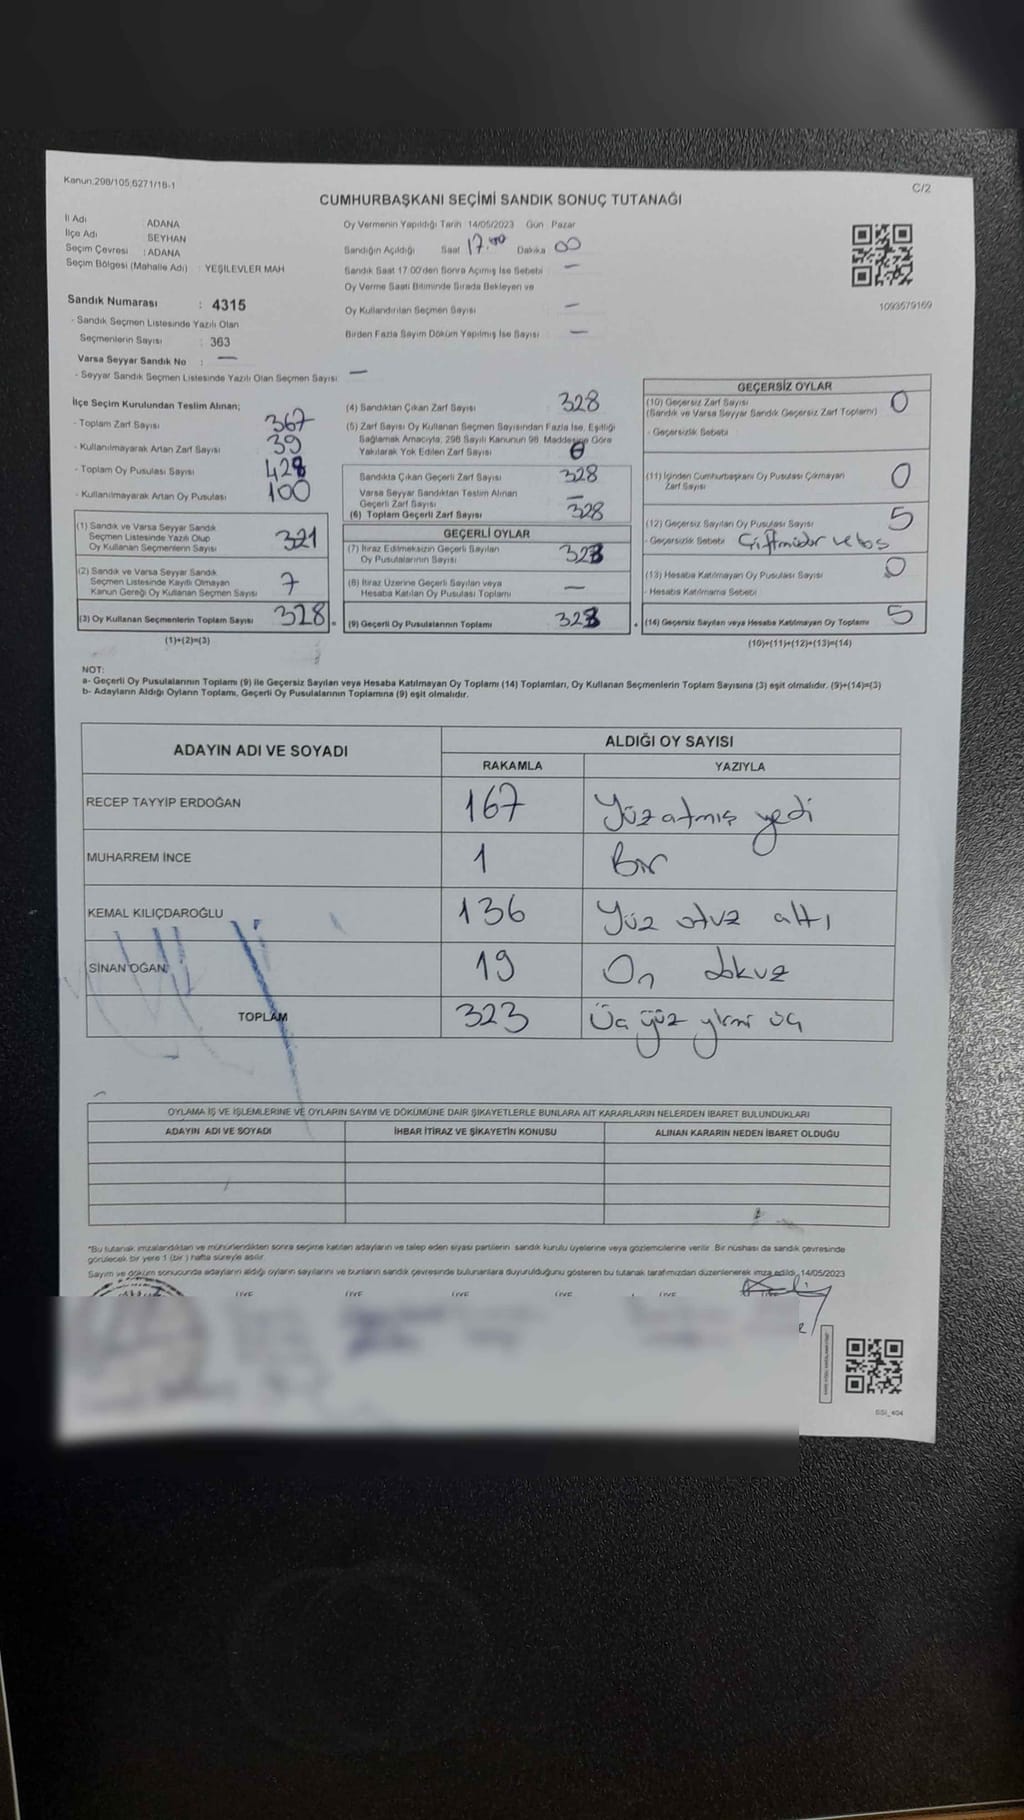 Kanun:298/105,6271/18-1
C/2
CUMHURBAŞKANI SEÇİMİ SANDIK SONUÇ TUTANAĞI
İl Adı ADANA
İlçe Adı SEYHAN
Seçim Çevresi : ADANA
Seçim Bölgesi (Mahalle Adı) : YEŞİLEVLER MAH
Sandık Numarası : 4315
- Sandık Seçmen Listesinde Yazılı Olan
Seçmenlerin Sayısı : 363
Varsa Seyyar Sandık No : —
- Seyyar Sandık Seçmen Listesinde Yazılı Olan Seçmen Sayısı: —
Oy Vermenin Yapıldığı Tarih 14/05/2023 Gün Pazar
Sandığın Açıldığı Saat 17.00 Dakika 00
Sandık Saat 17.00'den Sonra Açımış İse Sebebi —
Oy Verme Saati Bitiminde Sırada Bekleyen ve
Oy Kullandırılan Seçmen Sayısı —
Birden Fazla Sayım Döküm Yapılmış İse Sayısı —
1093579169
İlçe Seçim Kurulundan Teslim Alınan;
- Toplam Zarf Sayısı 367
- Kullanılmayarak Artan Zarf Sayısı 39
- Toplam Oy Pusulası Sayısı 428
- Kullanılmayarak Artan Oy Pusulası 100
(1) Sandık ve Varsa Seyyar Sandık
Seçmen Listesinde Yazılı Olup
Oy Kullanan Seçmenlerin Sayısı 321
(2) Sandık ve Varsa Seyyar Sandık
Seçmen Listesinde Kayıtlı Olmayan
Kanun Gereği Oy Kullanan Seçmen Sayısı 7
(3) Oy Kullanan Seçmenlerin Toplam Sayısı 328
(1)+(2)=(3)
(4) Sandıktan Çıkan Zarf Sayısı 328
(5) Zarf Sayısı Oy Kullanan Seçmen Sayısından Fazla İse, Eşitliği
Sağlamak Amacıyla, 298 Sayılı Kanunun 98. Maddesine Göre
Yakılarak Yok Edilen Zarf Sayısı 0
Sandıkta Çıkan Geçerli Zarf Sayısı 328
Varsa Seyyar Sandıktan Teslim Alınan
Geçerli Zarf Sayısı —
(6) Toplam Geçerli Zarf Sayısı 328
GEÇERLİ OYLAR
(7) İtiraz Edilmeksizin Geçerli Sayılan
Oy Pusulalarının Sayısı 323
(8) İtiraz Üzerine Geçerli Sayılan veya
Hesaba Katılan Oy Pusulası Toplamı —
(9) Geçerli Oy Pusulalarının Toplamı 323
GEÇERSİZ OYLAR
(10) Geçersiz Zarf Sayısı 0
(Sandık ve Varsa Seyyar Sandık Geçersiz Zarf Toplamı)
- Geçersizlik Sebebi
(11) İçinden Cumhurbaşkanı Oy Pusulası Çıkmayan
Zarf Sayısı 0
(12) Geçersiz Sayılan Oy Pusulası Sayısı 5
- Geçersizlik Sebebi Çift mühür ve boş
(13) Hesaba Katılmayan Oy Pusulası Sayısı 0
- Hesaba Katılmama Sebebi
(14) Geçersiz Sayılan veya Hesaba Katılmayan Oy Toplamı 5
(10)+(11)+(12)+(13)=(14)
NOT:
a- Geçerli Oy Pusulalarının Toplamı (9) ile Geçersiz Sayılan veya Hesaba Katılmayan Oy Toplamı (14) Toplamları, Oy Kullanan Seçmenlerin Toplam Sayısına (3) eşit olmalıdır. (9)+(14)=(3)
b- Adayların Aldığı Oyların Toplamı, Geçerli Oy Pusulalarının Toplamına (9) eşit olmalıdır.
ADAYIN ADI VE SOYADI
ALDIĞI OY SAYISI
RAKAMLA YAZIYLA
RECEP TAYYİP ERDOĞAN 167 Yüz atmış yedi
MUHARREM İNCE 1 Bir
KEMAL KILIÇDAROĞLU 136 Yüz otuz altı
SİNAN OĞAN 19 On dokuz
TOPLAM 323 Üç yüz yirmi üç
OYLAMA İŞ VE İŞLEMLERİNE VE OYLARIN SAYIM VE DÖKÜMÜNE DAİR ŞİKAYETLERLE BUNLARA AİT KARARLARIN NELERDEN İBARET BULUNDUKLARI
ADAYIN ADI VE SOYADI İHBAR İTİRAZ VE ŞİKAYETİN KONUSU ALINAN KARARIN NEDEN İBARET OLDUĞU
*Bu tutanak imzalandıktan ve mühürlendikten sonra seçime katılan adayların ve talep eden siyasi partilerin sandık kurulu üyelerine veya gözlemcilerine verilir. Bir nüshası da sandık çevresinde
görülecek bir yere 1 (bir) hafta süreyle asılır.
Sayım ve döküm sonucunda adayların aldığı oyların sayılarını ve bunların sandık çevresinde bulunanlara duyurulduğunu gösteren bu tutanak tarafımızdan düzenlenerek imza edildi. 14/05/2023
ÜYE ÜYE ÜYE ÜYE ÜYE
GSI_404